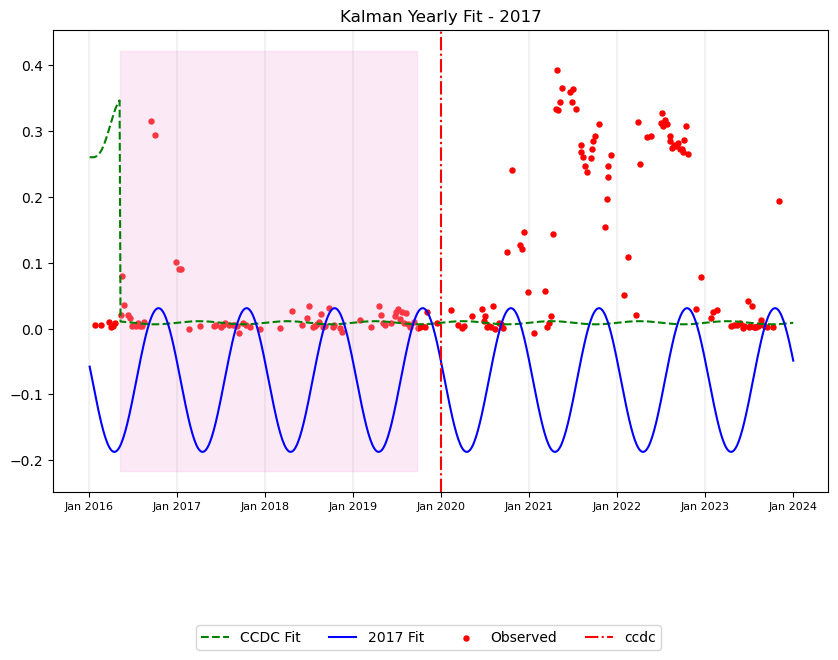 Kalman Yearly Fit - 2017
0.4
0.3
0.2
0.1
0.0
−0.1
−0.2
Jan 2016 Jan 2017 Jan 2018 Jan 2019 Jan 2020 Jan 2021 Jan 2022 Jan 2023 Jan 2024
CCDC Fit 2017 Fit Observed ccdc